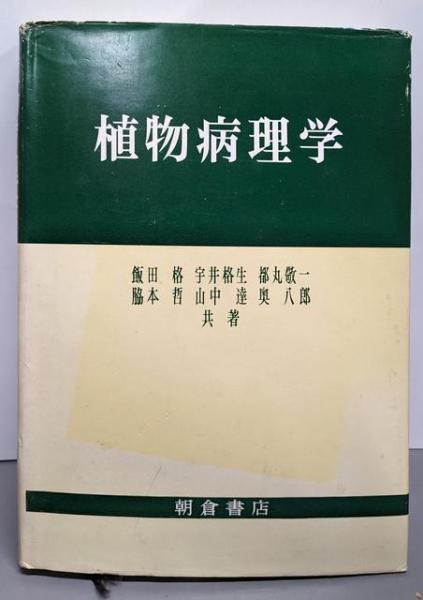 植物病理学
飯田 格 宇井格生 都丸敬一
脇本 哲 山中 達 奥 八郎
共著
朝倉書店